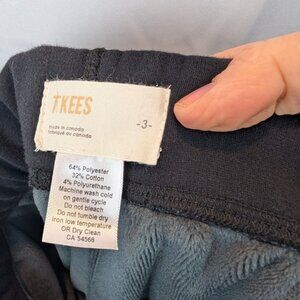 TKEES
-3-
made in canada
fabriqué au canada
64% Polyester
32% Cotton
4% Polyurethane
Machine wash cold
on gentle cycle
Do not bleach
Do not tumble dry
Iron low temperature
OR Dry Clean
CA 54568